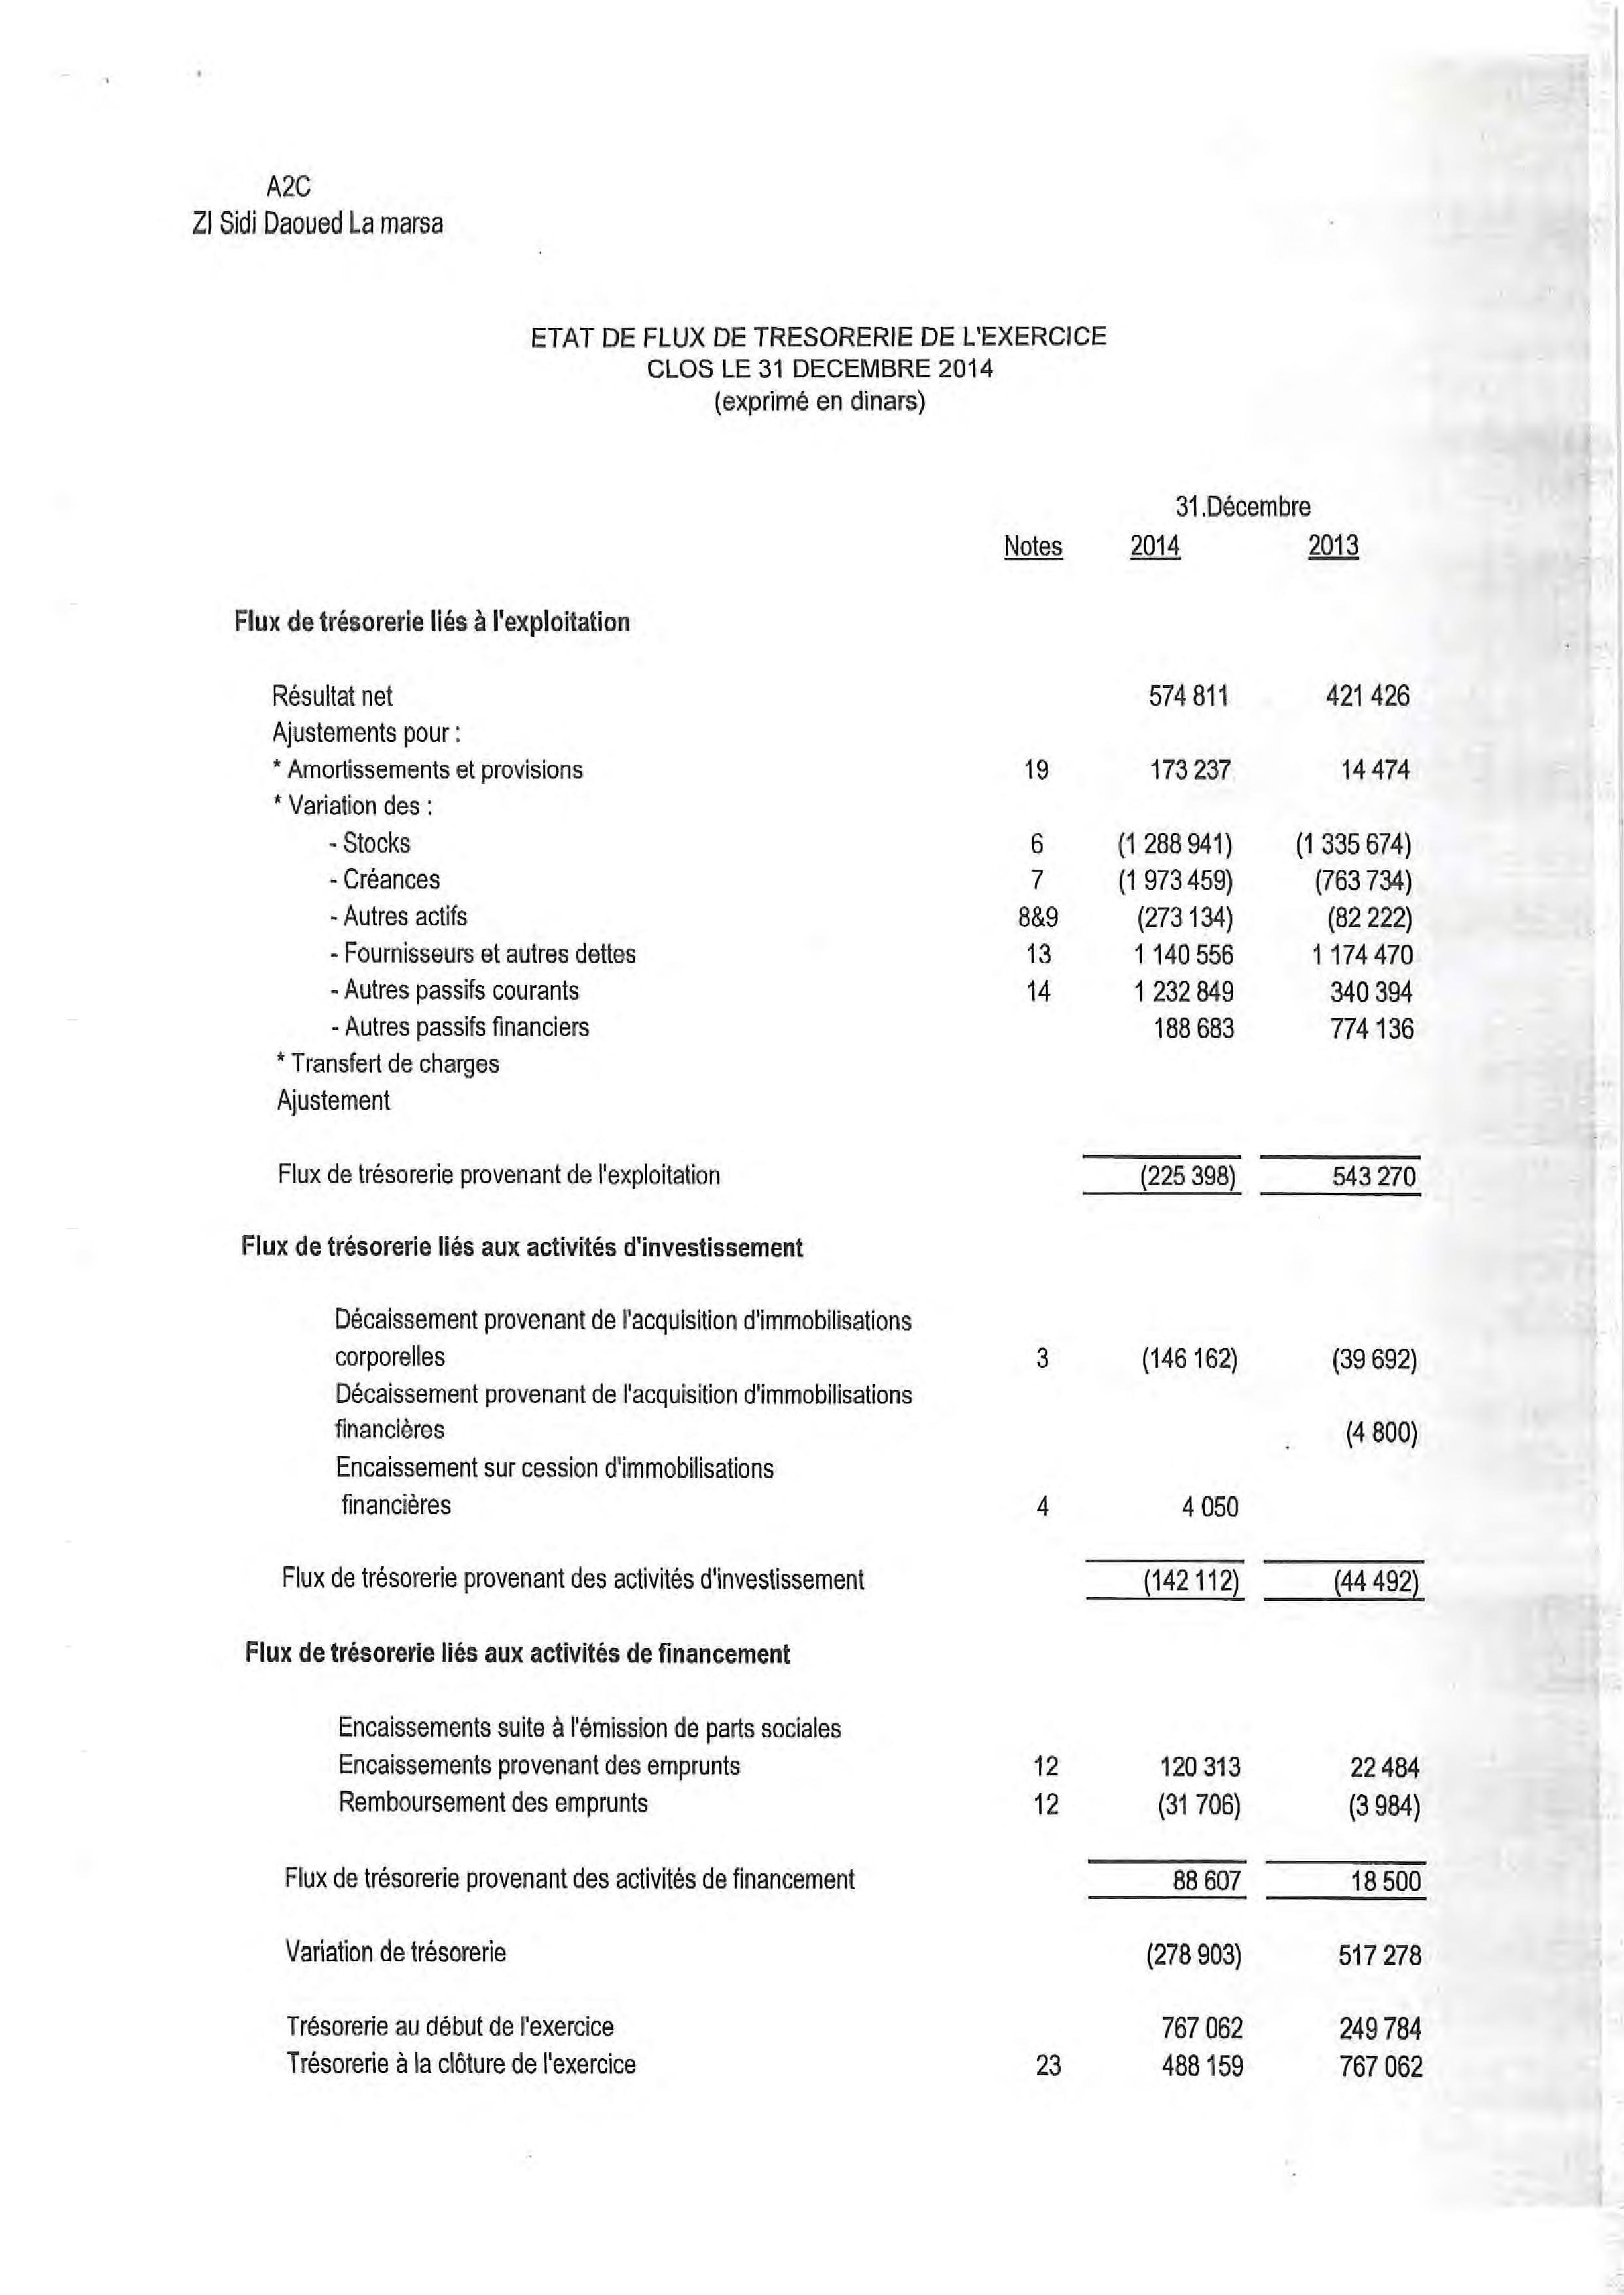 A2C
ZI Sidi Daoued La marsa
ETAT DE FLUX DE TRESORERIE DE L'EXERCICE
CLOS LE 31 DECEMBRE 2014
(exprimé en dinars)
31.Décembre
Notes 2014 2013
Flux de trésorerie liés à l'exploitation
Résultat net 574 811 421 426
Ajustements pour :
* Amortissements et provisions 19 173 237 14 474
* Variation des :
- Stocks 6 (1 288 941) (1 335 674)
- Créances 7 (1 973 459) (763 734)
- Autres actifs 8&9 (273 134) (82 222)
- Fournisseurs et autres dettes 13 1 140 556 1 174 470
- Autres passifs courants 14 1 232 849 340 394
- Autres passifs financiers 188 683 774 136
* Transfert de charges
Ajustement
Flux de trésorerie provenant de l'exploitation (225 398) 543 270
Flux de trésorerie liés aux activités d'investissement
Décaissement provenant de l'acquisition d'immobilisations
corporelles 3 (146 162) (39 692)
Décaissement provenant de l'acquisition d'immobilisations
financières (4 800)
Encaissement sur cession d'immobilisations
financières 4 4 050
Flux de trésorerie provenant des activités d'investissement (142 112) (44 492)
Flux de trésorerie liés aux activités de financement
Encaissements suite à l'émission de parts sociales
Encaissements provenant des emprunts 12 120 313 22 484
Remboursement des emprunts 12 (31 706) (3 984)
Flux de trésorerie provenant des activités de financement 88 607 18 500
Variation de trésorerie (278 903) 517 278
Trésorerie au début de l'exercice 767 062 249 784
Trésorerie à la clôture de l'exercice 23 488 159 767 062